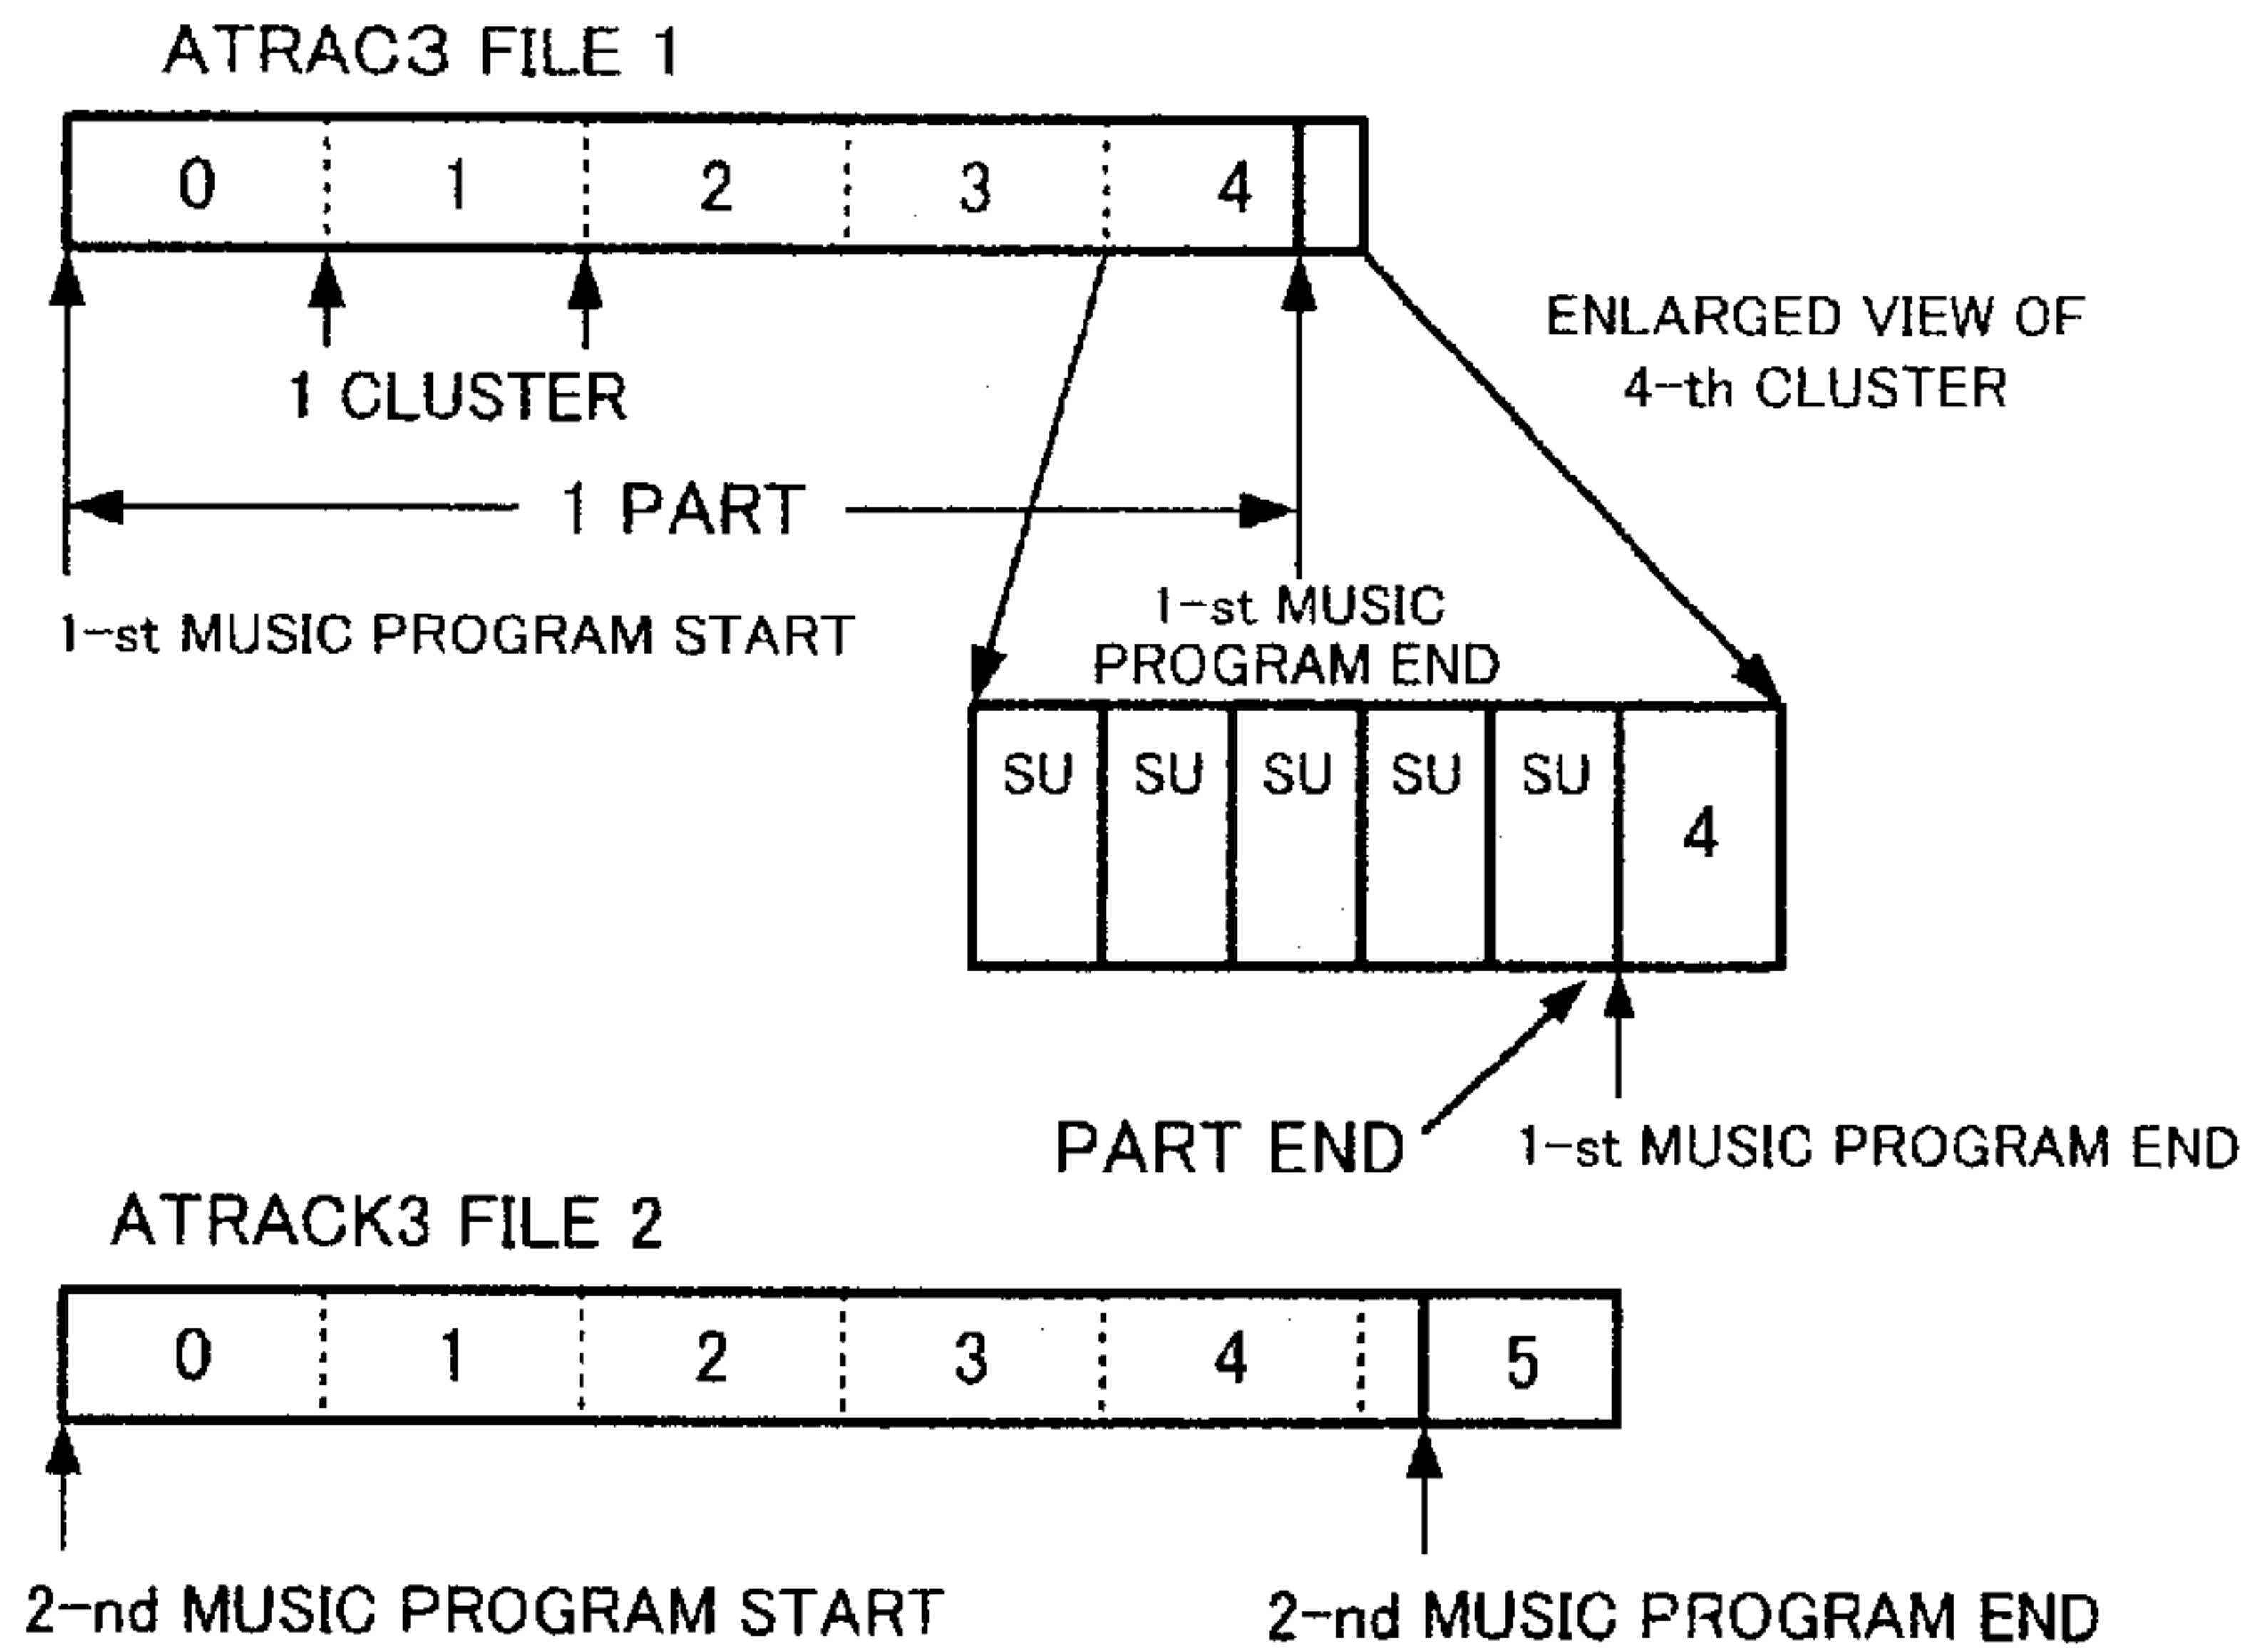 ATRAC3 FILE 1
0 1 2 3 4
ENLARGED VIEW OF
4-th CLUSTER
1 CLUSTER
1 PART
1-st MUSIC PROGRAM START
1-st MUSIC
PROGRAM END
SU SU SU SU SU
4
PART END
1-st MUSIC PROGRAM END
ATRACK3 FILE 2
0 1 2 3 4 5
2-nd MUSIC PROGRAM START
2-nd MUSIC PROGRAM END